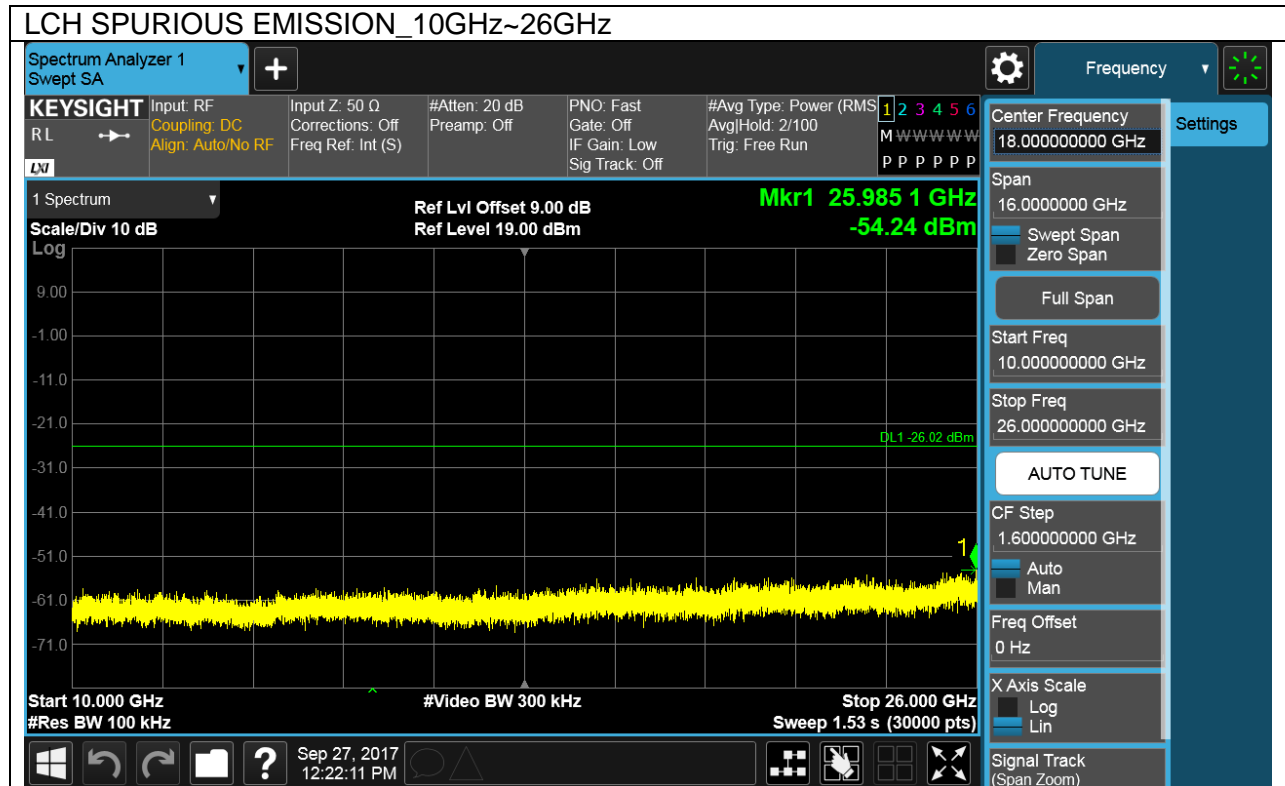 LCH SPURIOUS EMISSION_10GHz~26GHz
Spectrum Analyzer 1
Swept SA
+
Frequency
KEYSIGHT
RL
LXI
Input: RF
Coupling: DC
Align: Auto/No RF
Input Z: 50 Ω
Corrections: Off
Freq Ref: Int (S)
#Atten: 20 dB
Preamp: Off
PNO: Fast
Gate: Off
IF Gain: Low
Sig Track: Off
#Avg Type: Power (RMS
Avg|Hold: 2/100
Trig: Free Run
1 2 3 4 5 6
M W W W W W
P P P P P P
Center Frequency
18.000000000 GHz
Settings
1 Spectrum
Scale/Div 10 dB
Ref Lvl Offset 9.00 dB
Ref Level 19.00 dBm
Mkr1 25.985 1 GHz
-54.24 dBm
Log
9.00
-1.00
-11.0
-21.0
-31.0
-41.0
-51.0
-61.0
-71.0
DL1 -26.02 dBm
1
Start 10.000 GHz
#Res BW 100 kHz
#Video BW 300 kHz
Stop 26.000 GHz
Sweep 1.53 s (30000 pts)
Span
16.0000000 GHz
Swept Span
Zero Span
Full Span
Start Freq
10.000000000 GHz
Stop Freq
26.000000000 GHz
AUTO TUNE
CF Step
1.600000000 GHz
Auto
Man
Freq Offset
0 Hz
X Axis Scale
Log
Lin
Signal Track
(Span Zoom)
?
Sep 27, 2017
12:22:11 PM